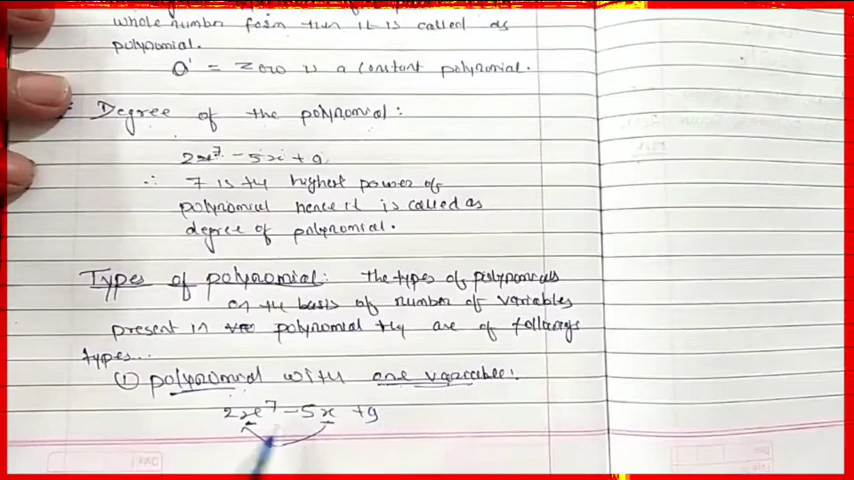 whole number form then it is called as
polynomial.
0' = Zero is a constant polynomial.
Degree of the polynomial:
2x⁷ - 5x + 9
∴ 7 is the highest power of
polynomial hence it is called as
degree of polynomial.
Types of polynomial: The types of polynomials
on the basis of number of variables
present in polynomial they are of followings
types...
① polynomial with one variable:
2x⁷ - 5x + 9